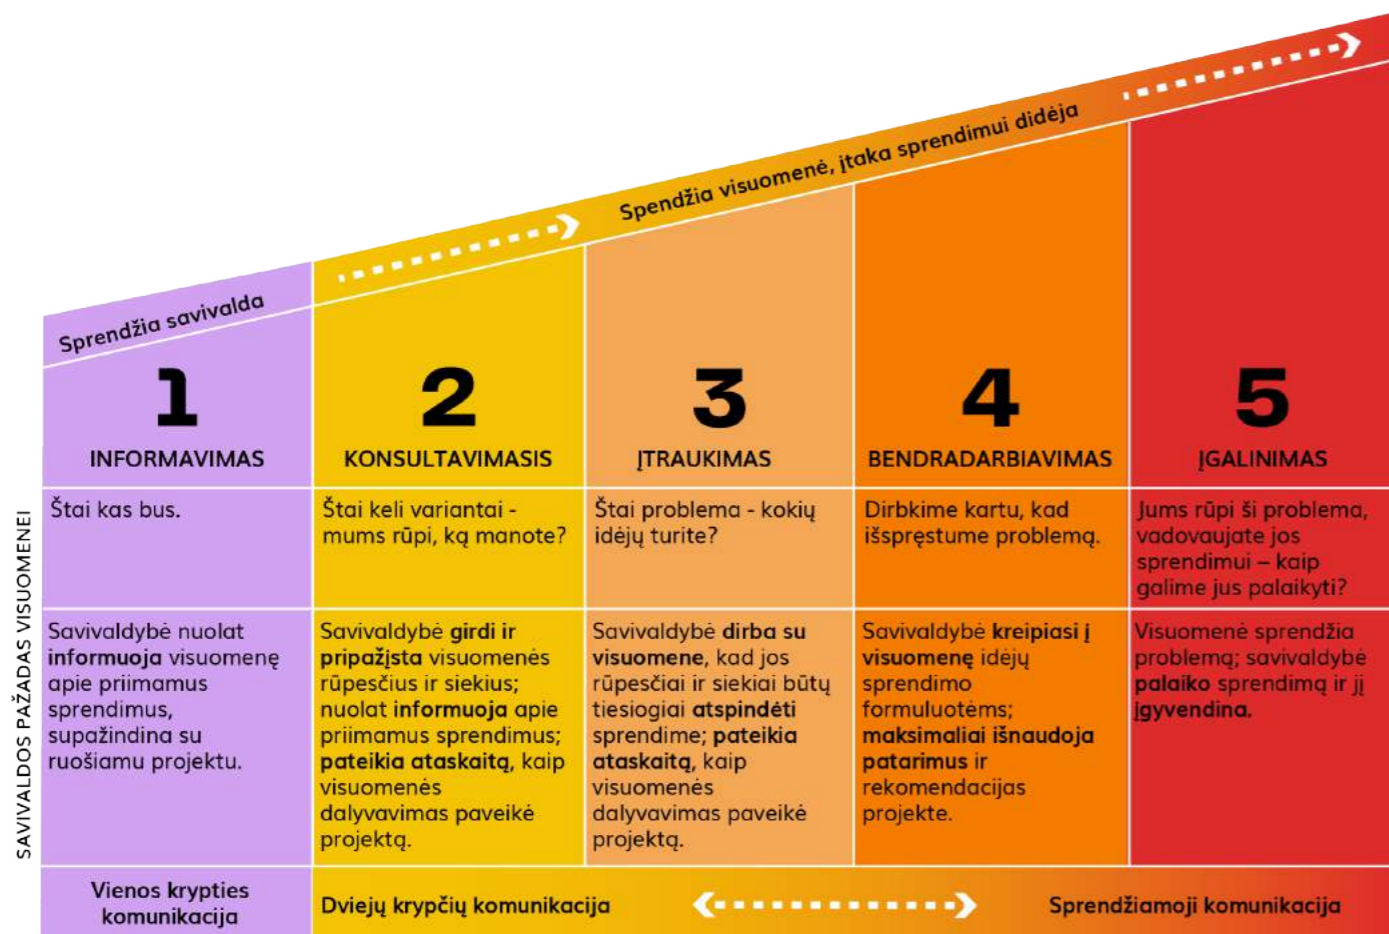 Spendžia visuomenė, įtaka sprendimui didėja
Sprendžia savivalda
1
INFORMAVIMAS
2
KONSULTAVIMASIS
3
ĮTRAUKIMAS
4
BENDRADARBIAVIMAS
5
ĮGALINIMAS
SAVIVALDOS PAŽADAS VISUOMENEI
Štai kas bus.
Štai keli variantai -
mums rūpi, ką manote?
Štai problema - kokių
idėjų turite?
Dirbkime kartu, kad
išspręstume problemą.
Jums rūpi ši problema,
vadovaujate jos
sprendimui – kaip
galime jus palaikyti?
Savivaldybė nuolat
informuoja visuomenę
apie priimamus
sprendimus,
supažindina su
ruošiamu projektu.
Savivaldybė girdi ir
pripažįsta visuomenės
rūpesčius ir siekius;
nuolat informuoja apie
priimamus sprendimus;
pateikia ataskaitą, kaip
visuomenės
dalyvavimas paveikė
projektą.
Savivaldybė dirba su
visuomene, kad jos
rūpesčiai ir siekiai būtų
tiesiogiai atspindėti
sprendime; pateikia
ataskaitą, kaip
visuomenės
dalyvavimas paveikė
projektą.
Savivaldybė kreipiasi į
visuomenę idėjų
sprendimo
formuluotėms;
maksimaliai išnaudoja
patarimus ir
rekomendacijas
projekte.
Visuomenė sprendžia
problemą; savivaldybė
palaiko sprendimą ir jį
įgyvendina.
Vienos krypties
komunikacija
Dviejų krypčių komunikacija
Sprendžiamoji komunikacija